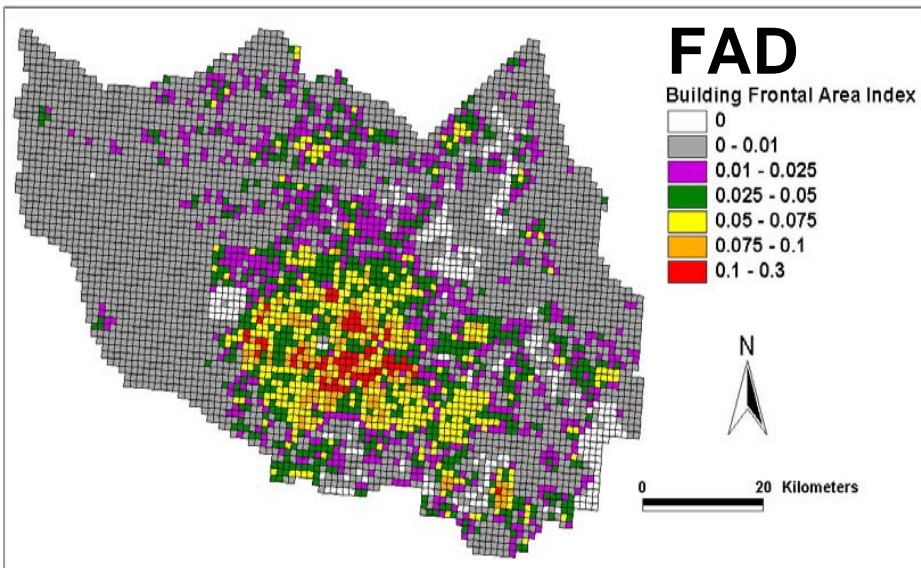 FAD
Building Frontal Area Index
0
0 - 0.01
0.01 - 0.025
0.025 - 0.05
0.05 - 0.075
0.075 - 0.1
0.1 - 0.3
N
0 20 Kilometers